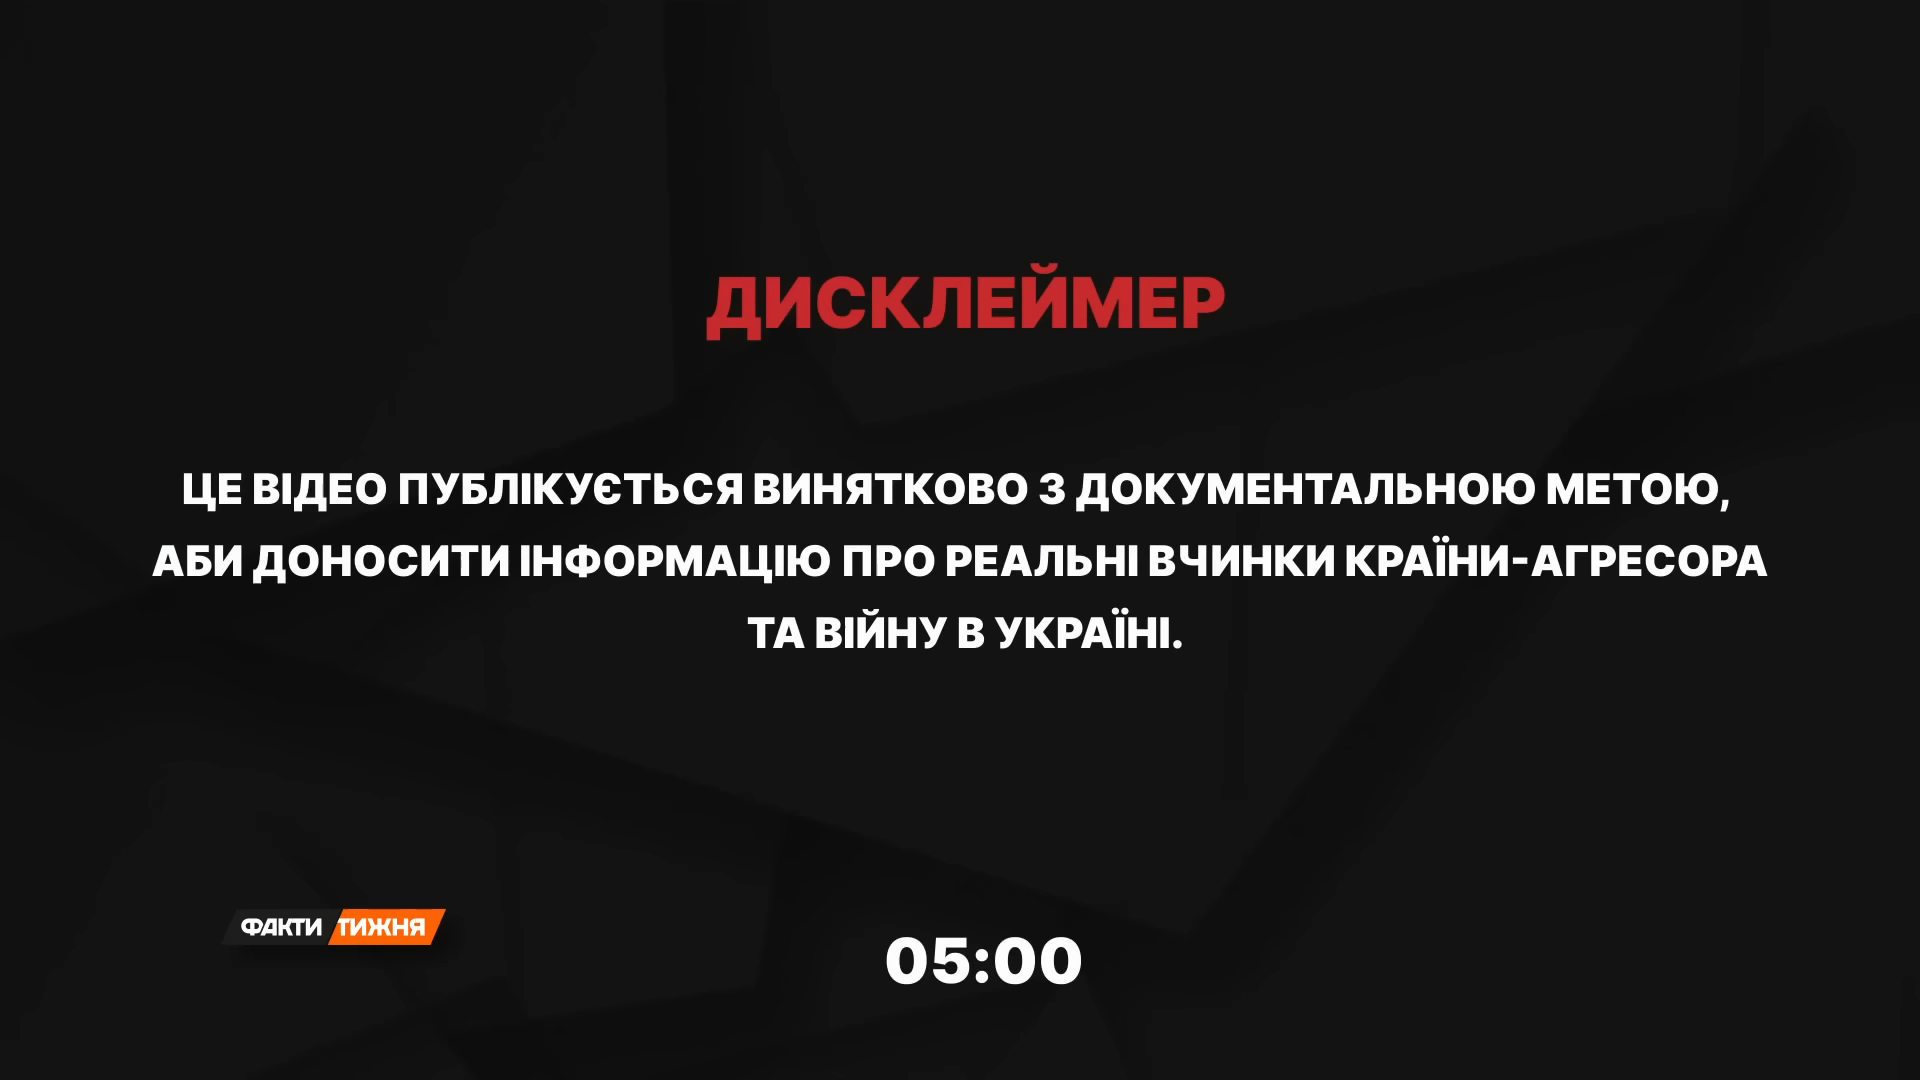 ДИСКЛЕЙМЕР
ЦЕ ВІДЕО ПУБЛІКУЄТЬСЯ ВИНЯТКОВО З ДОКУМЕНТАЛЬНОЮ МЕТОЮ,
АБИ ДОНОСИТИ ІНФОРМАЦІЮ ПРО РЕАЛЬНІ ВЧИНКИ КРАЇНИ-АГРЕСОРА
ТА ВІЙНУ В УКРАЇНІ.
ФАКТИ ТИЖНЯ
05:00